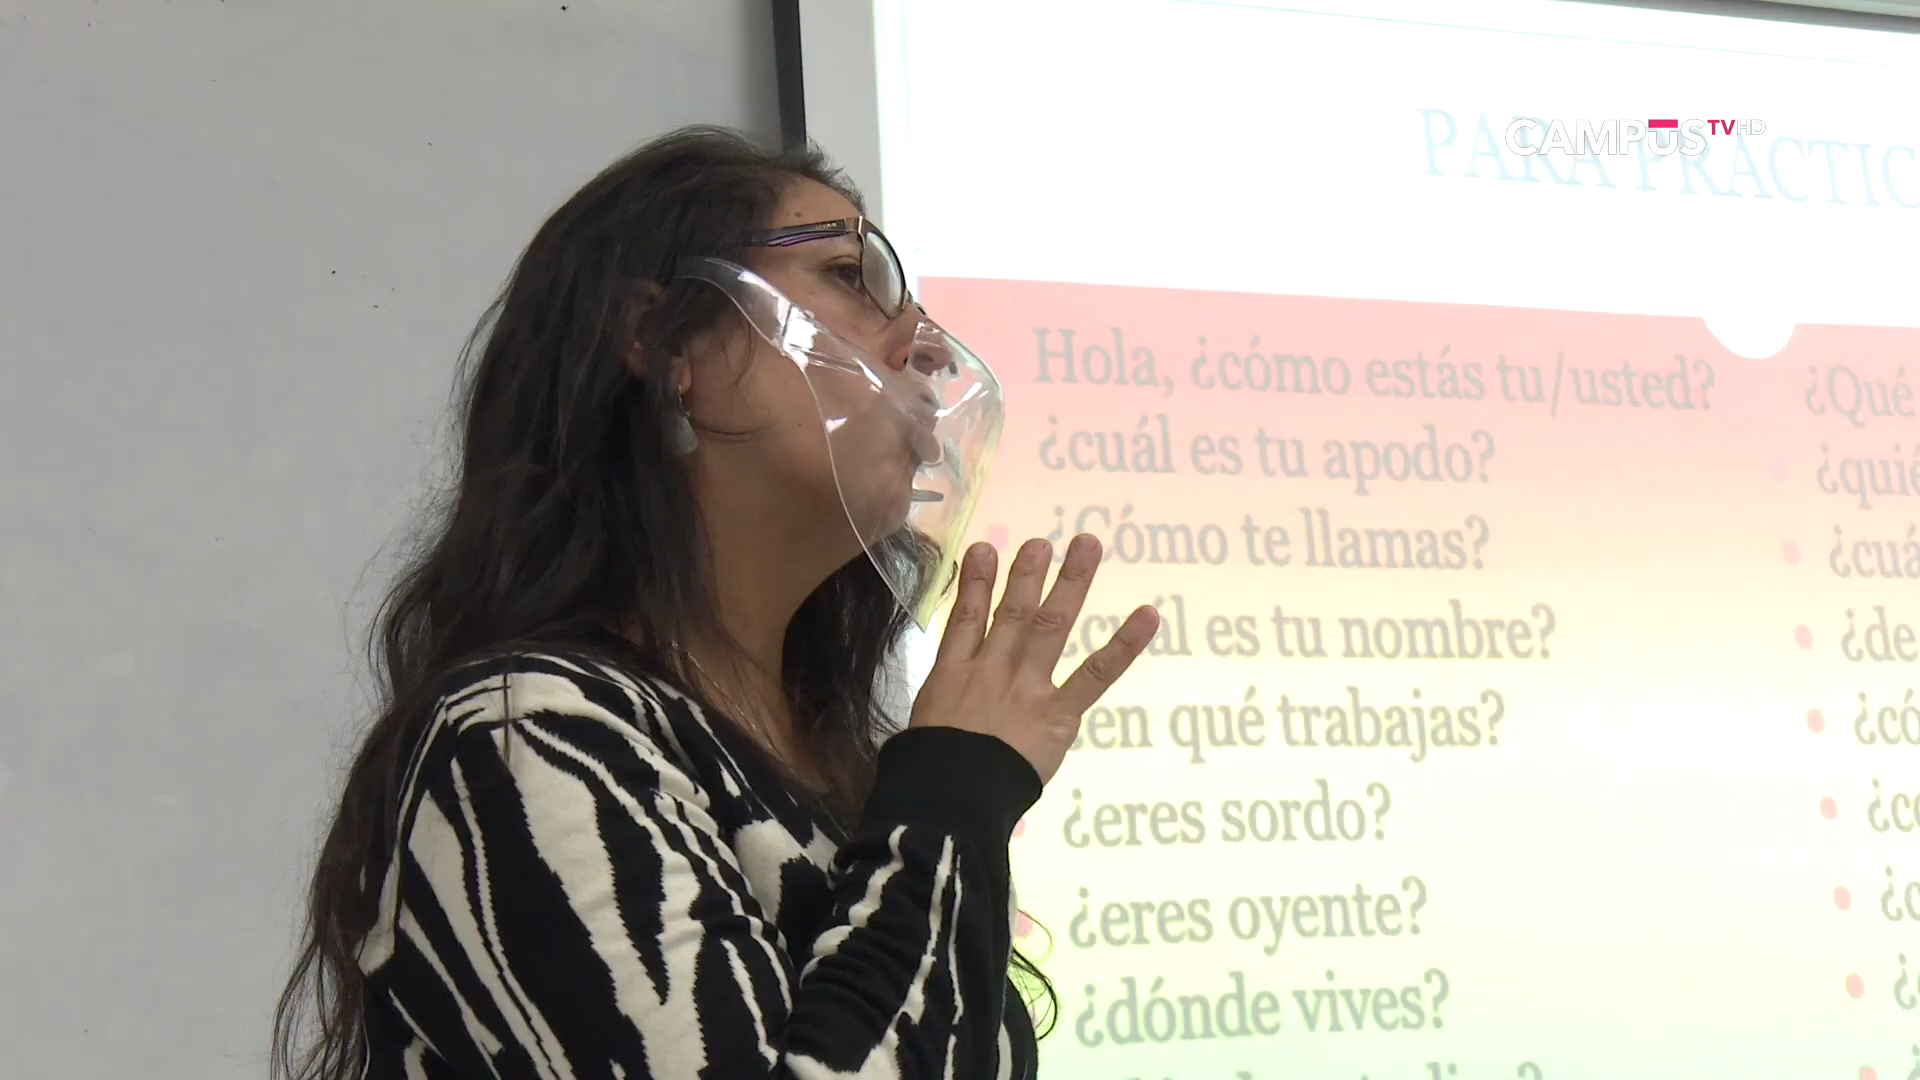 CAMPUS TV HD
PARA PRACTIC
Hola, ¿cómo estás tu/usted?
¿cuál es tu apodo?
¿Cómo te llamas?
¿cuál es tu nombre?
¿en qué trabajas?
¿eres sordo?
¿eres oyente?
¿dónde vives?
¿Qué
¿quié
¿cuá
¿de
¿có